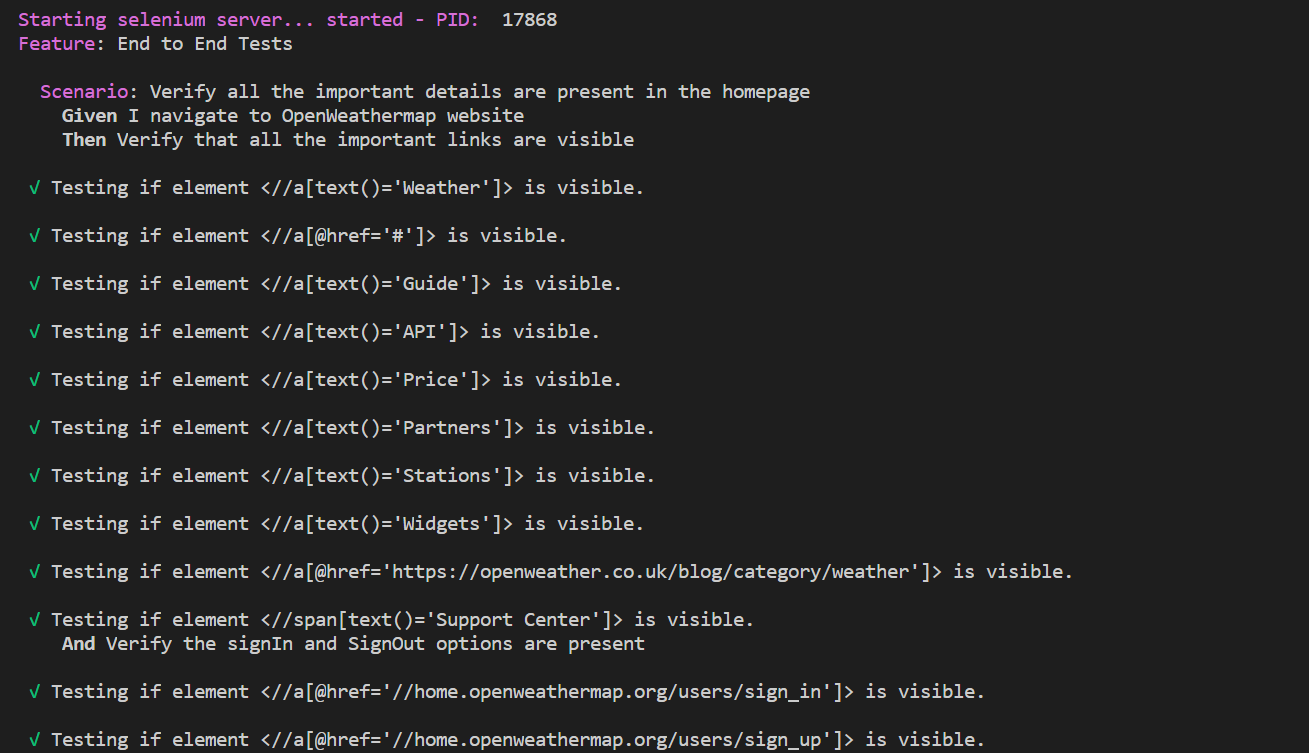 Starting selenium server... started - PID:  17868
Feature: End to End Tests
Scenario: Verify all the important details are present in the homepage
Given I navigate to OpenWeathermap website
Then Verify that all the important links are visible
√ Testing if element <//a[text()='Weather']> is visible.
√ Testing if element <//a[@href='#']> is visible.
√ Testing if element <//a[text()='Guide']> is visible.
√ Testing if element <//a[text()='API']> is visible.
√ Testing if element <//a[text()='Price']> is visible.
√ Testing if element <//a[text()='Partners']> is visible.
√ Testing if element <//a[text()='Stations']> is visible.
√ Testing if element <//a[text()='Widgets']> is visible.
√ Testing if element <//a[@href='https://openweather.co.uk/blog/category/weather']> is visible.
√ Testing if element <//span[text()='Support Center']> is visible.
And Verify the signIn and SignOut options are present
√ Testing if element <//a[@href='//home.openweathermap.org/users/sign_in']> is visible.
√ Testing if element <//a[@href='//home.openweathermap.org/users/sign_up']> is visible.